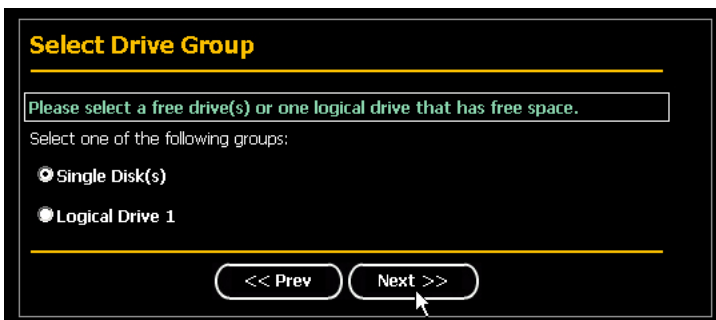 Select Drive Group
Please select a free drive(s) or one logical drive that has free space.
Select one of the following groups:
Single Disk(s)
Logical Drive 1
<< Prev
Next >>